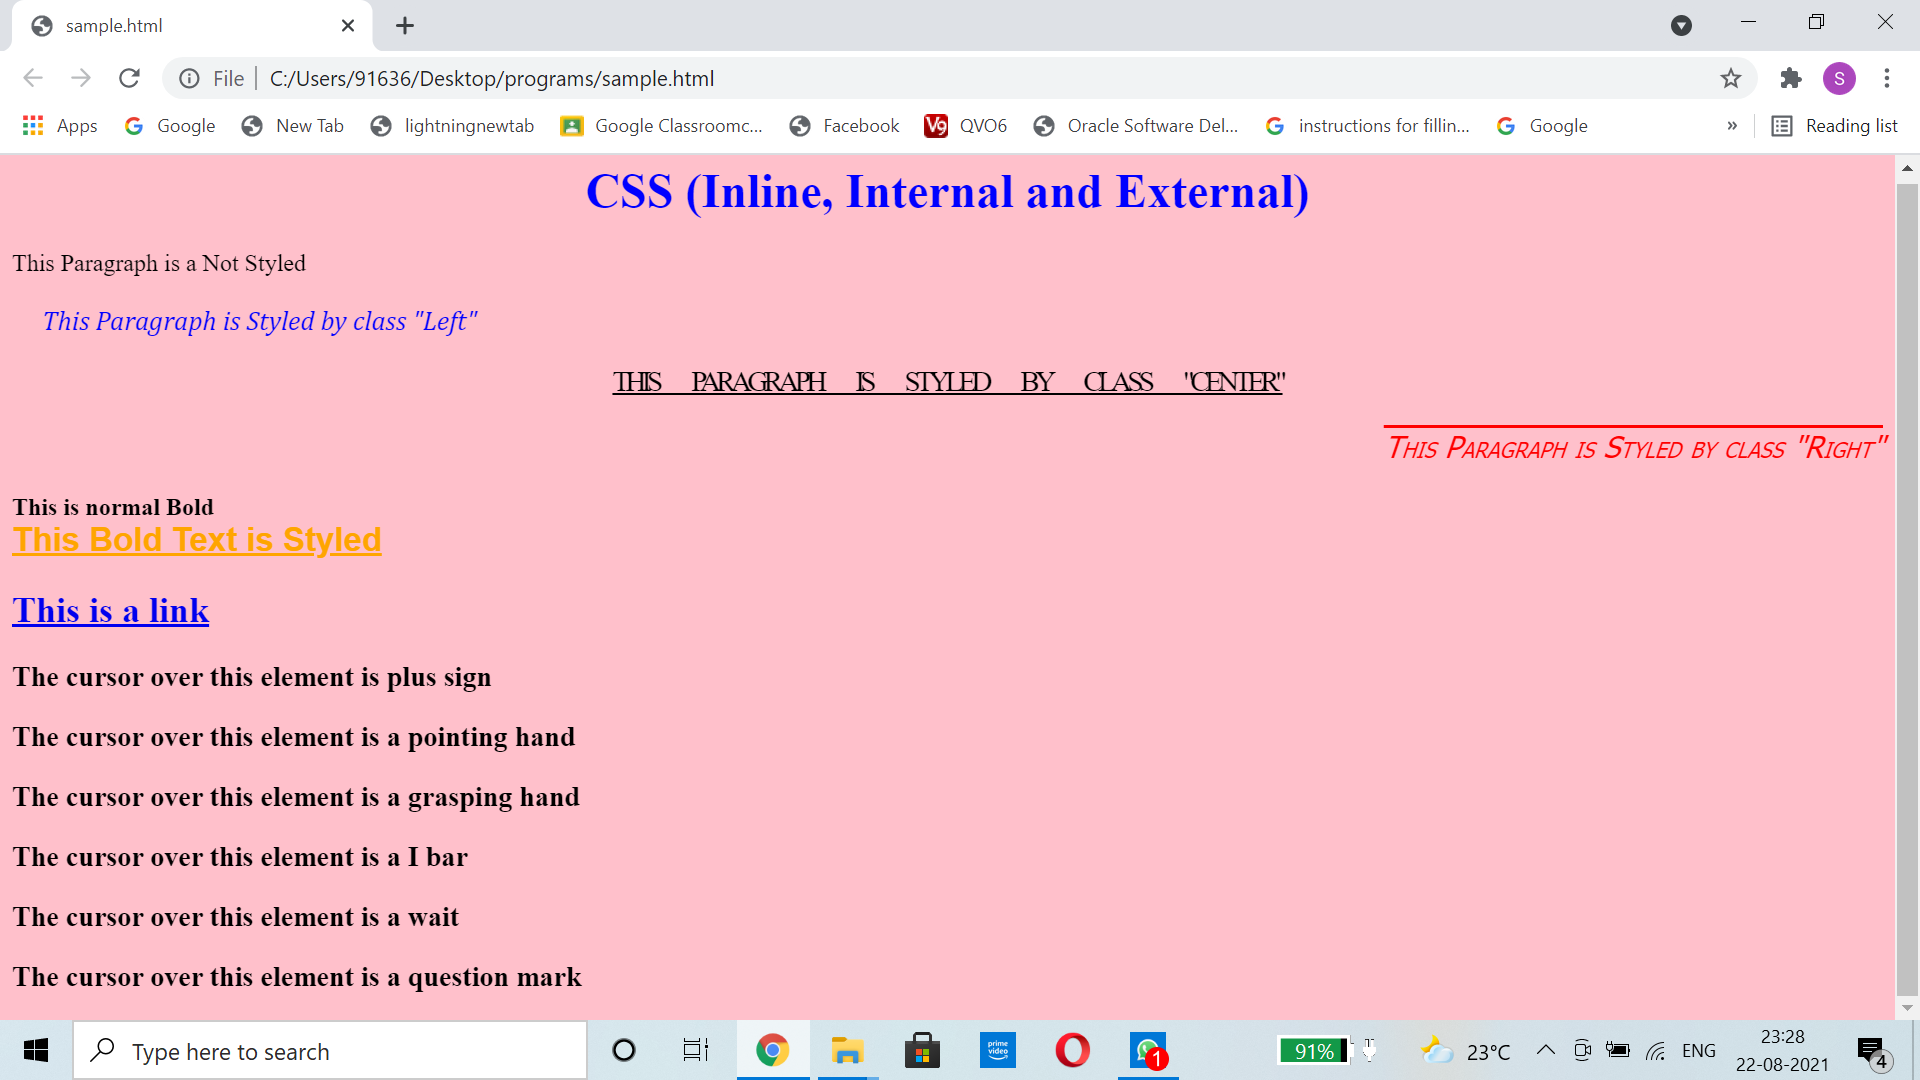 sample.html
File C:/Users/91636/Desktop/programs/sample.html S
Apps Google New Tab lightningnewtab Google Classroomc... Facebook V9 QVO6 Oracle Software Del... instructions for fillin... Google » Reading list
CSS (Inline, Internal and External)
This Paragraph is a Not Styled
This Paragraph is Styled by class "Left"
THIS PARAGRAPH IS STYLED BY CLASS "CENTER"
This Paragraph is Styled by class "Right"
This is normal Bold
This Bold Text is Styled
This is a link
The cursor over this element is plus sign
The cursor over this element is a pointing hand
The cursor over this element is a grasping hand
The cursor over this element is a I bar
The cursor over this element is a wait
The cursor over this element is a question mark
Type here to search prime video 1 91% 23°C ENG 23:28
22-08-2021 4